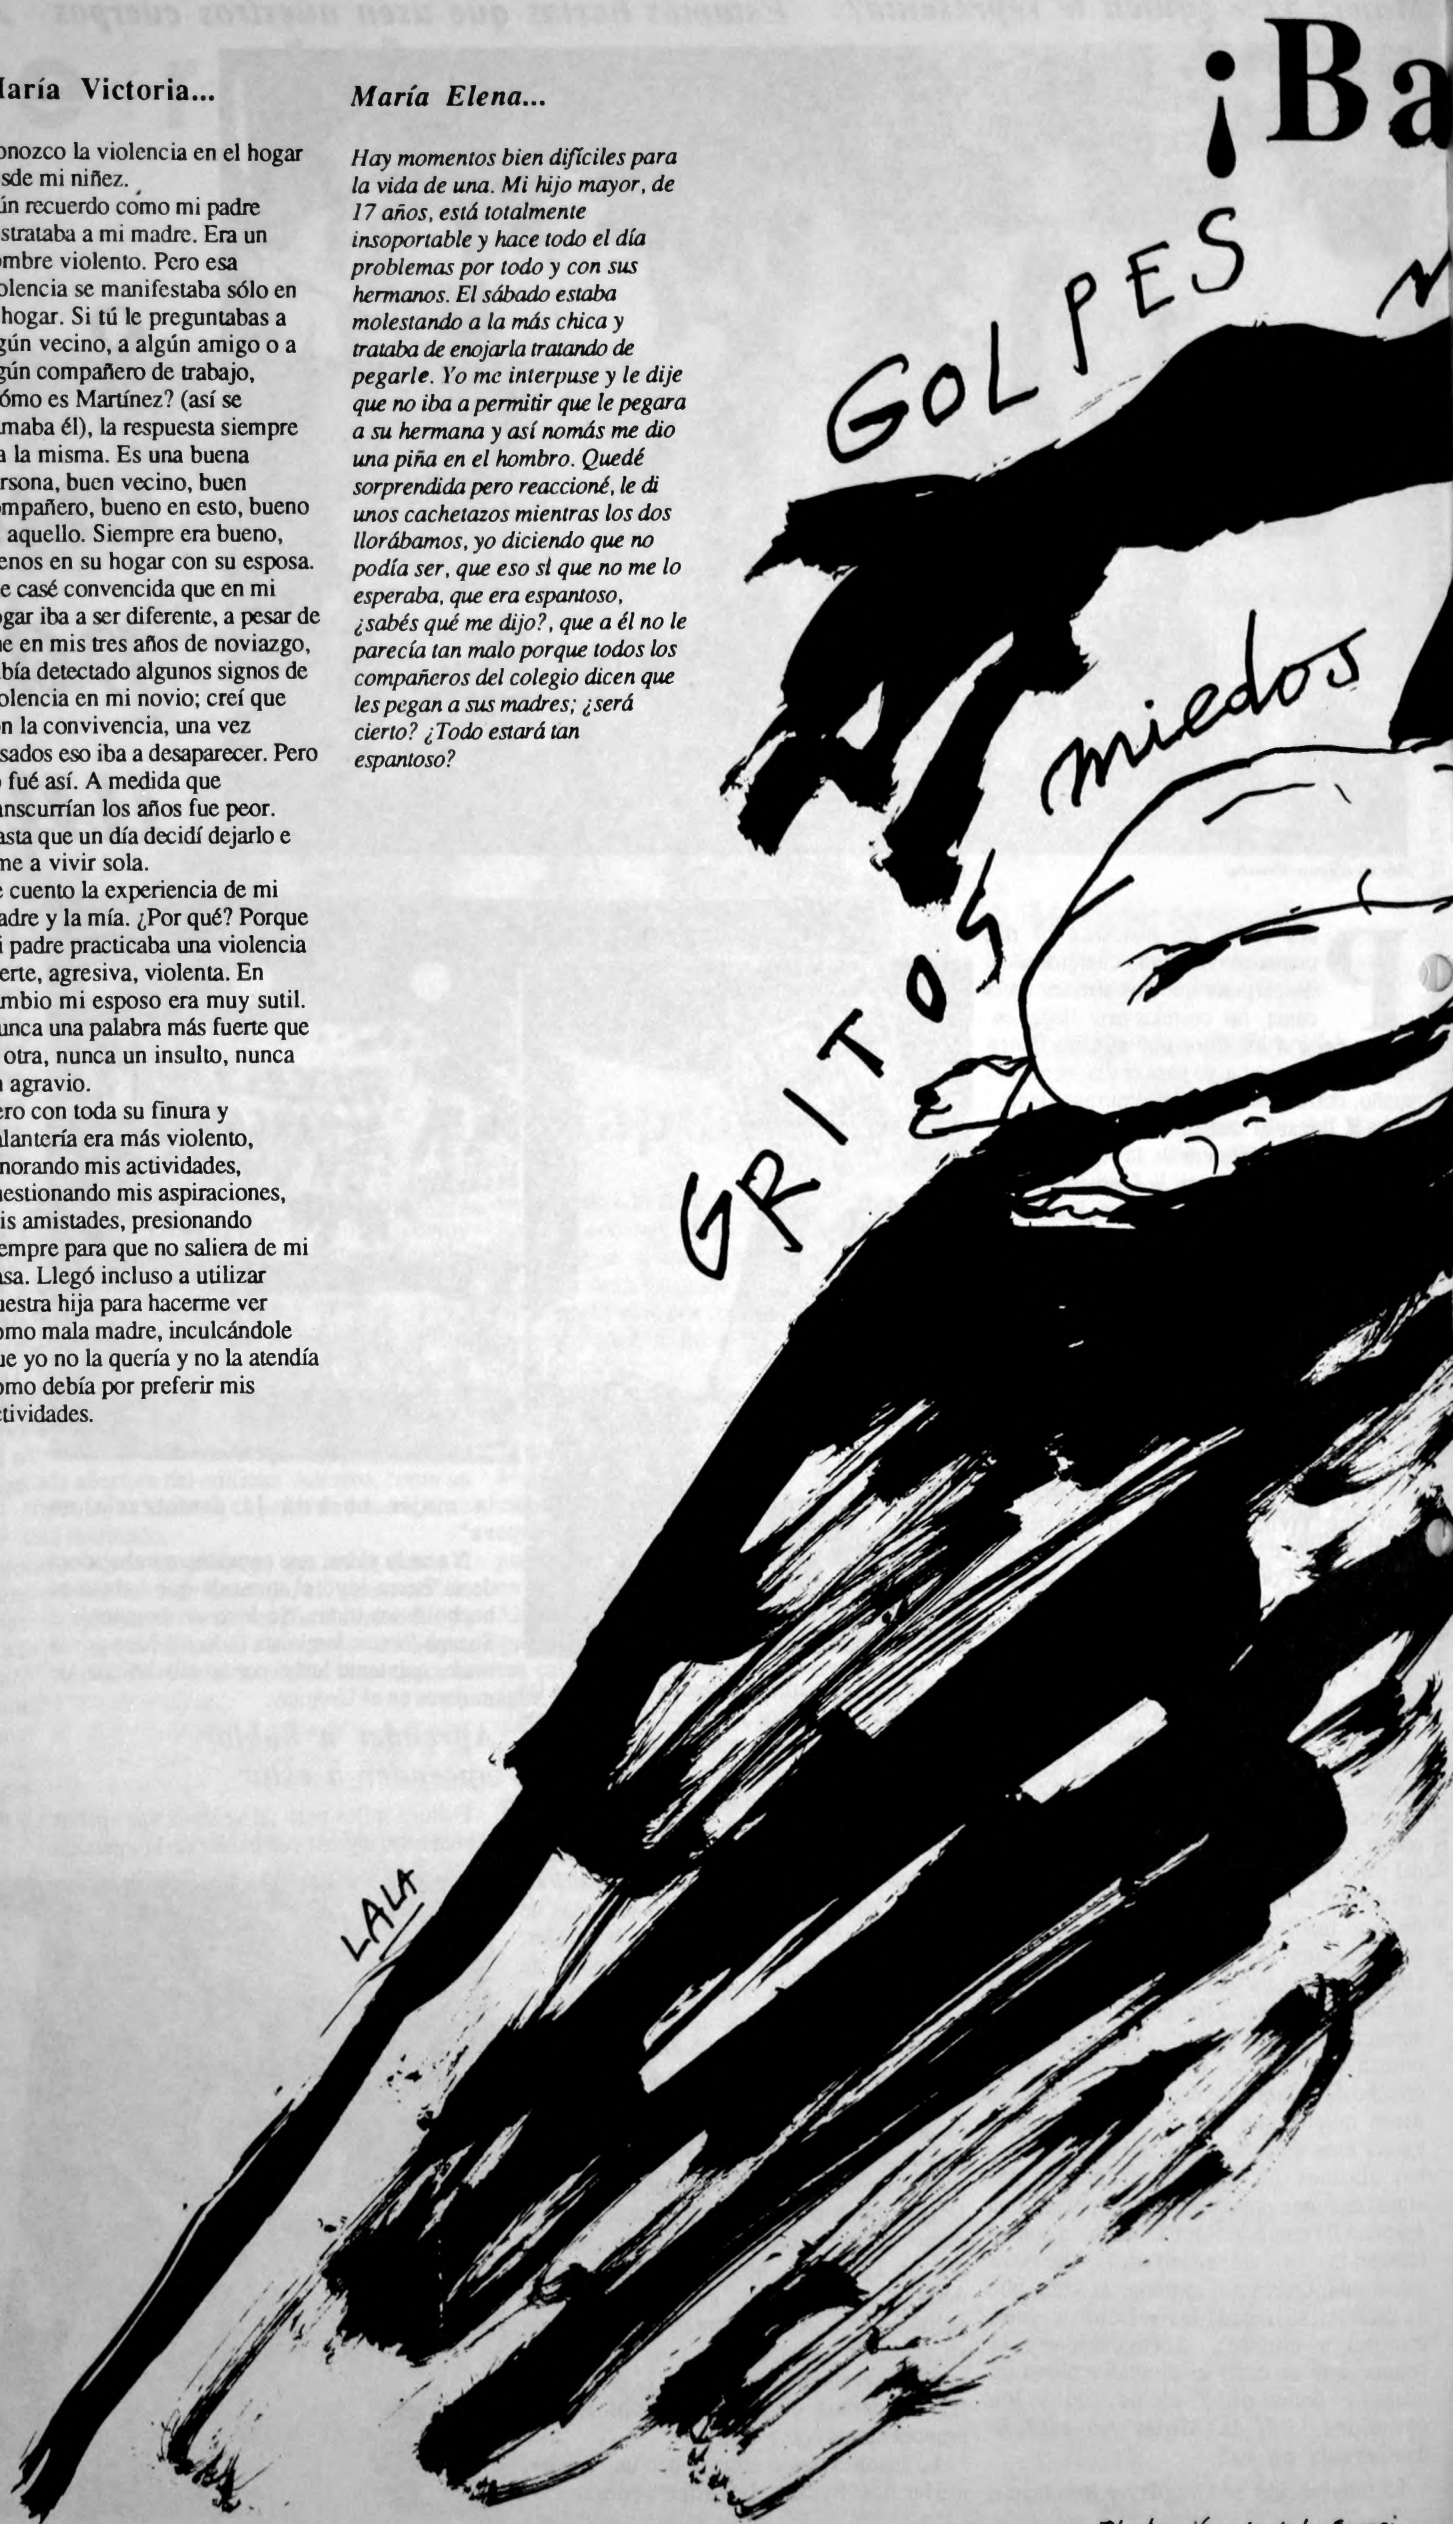 ¡Ba
María Victoria...
onozco la violencia en el hogar
sde mi niñez.
ún recuerdo cómo mi padre
strataba a mi madre. Era un
ombre violento. Pero esa
olencia se manifestaba sólo en
hogar. Si tú le preguntabas a
gún vecino, a algún amigo o a
gún compañero de trabajo,
ómo es Martínez? (así se
maba él), la respuesta siempre
a la misma. Es una buena
rsona, buen vecino, buen
mpañero, bueno en esto, bueno
aquello. Siempre era bueno,
enos en su hogar con su esposa.
e casé convencida que en mi
ogar iba a ser diferente, a pesar de
ue en mis tres años de noviazgo,
bía detectado algunos signos de
olencia en mi novio; creí que
on la convivencia, una vez
sados eso iba a desaparecer. Pero
o fué así. A medida que
anscurrían los años fue peor.
asta que un día decidí dejarlo e
me a vivir sola.
e cuento la experiencia de mi
adre y la mía. ¿Por qué? Porque
i padre practicaba una violencia
erte, agresiva, violenta. En
mbio mi esposo era muy sutil.
unca una palabra más fuerte que
otra, nunca un insulto, nunca
n agravio.
ero con toda su finura y
alantería era más violento,
norando mis actividades,
uestionando mis aspiraciones,
is amistades, presionando
empre para que no saliera de mi
asa. Llegó incluso a utilizar
uestra hija para hacerme ver
omo mala madre, inculcándole
ue yo no la quería y no la atendía
omo debía por preferir mis
ctividades.
María Elena...
Hay momentos bien difíciles para
la vida de una. Mi hijo mayor, de
17 años, está totalmente
insoportable y hace todo el día
problemas por todo y con sus
hermanos. El sábado estaba
molestando a la más chica y
trataba de enojarla tratando de
pegarle. Yo me interpuse y le dije
que no iba a permitir que le pegara
a su hermana y así nomás me dio
una piña en el hombro. Quedé
sorprendida pero reaccioné, le di
unos cachetazos mientras los dos
llorábamos, yo diciendo que no
podía ser, que eso sí que no me lo
esperaba, que era espantoso,
¿sabés qué me dijo?, que a él no le
parecía tan malo porque todos los
compañeros del colegio dicen que
les pegan a sus madres; ¿será
cierto? ¿Todo estará tan
espantoso?
GOLPES
miedos
GRITOS
LALA